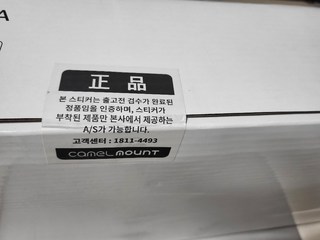 A
正品
본 스티커는 출고전 검수가 완료된
정품임을 인증하며, 스티커가
부착된 제품만 본사에서 제공하는
A/S가 가능합니다.
고객센터 : 1811-4493
camel mount